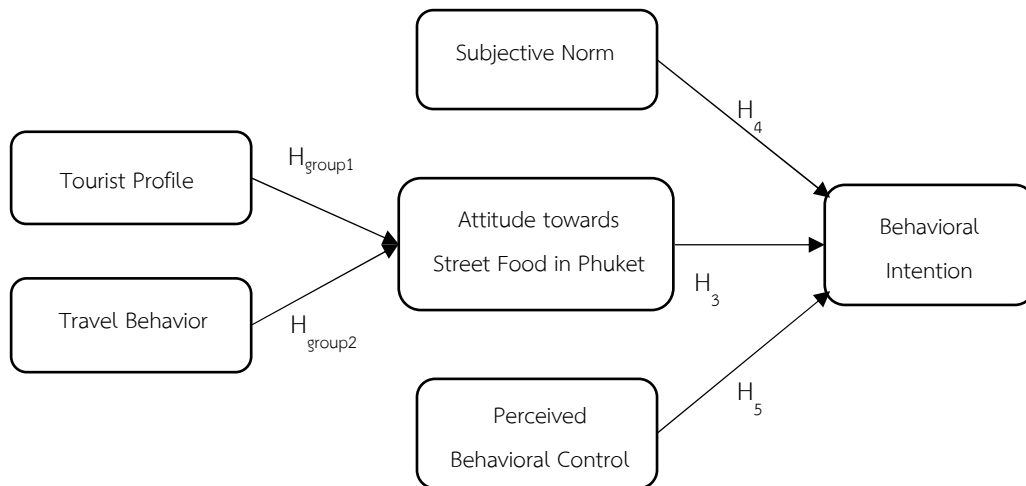 Subjective Norm
H4
Tourist Profile
Hgroup1
Attitude towards
Street Food in Phuket
H3
Behavioral
Intention
Travel Behavior
Hgroup2
Perceived
Behavioral Control
H5